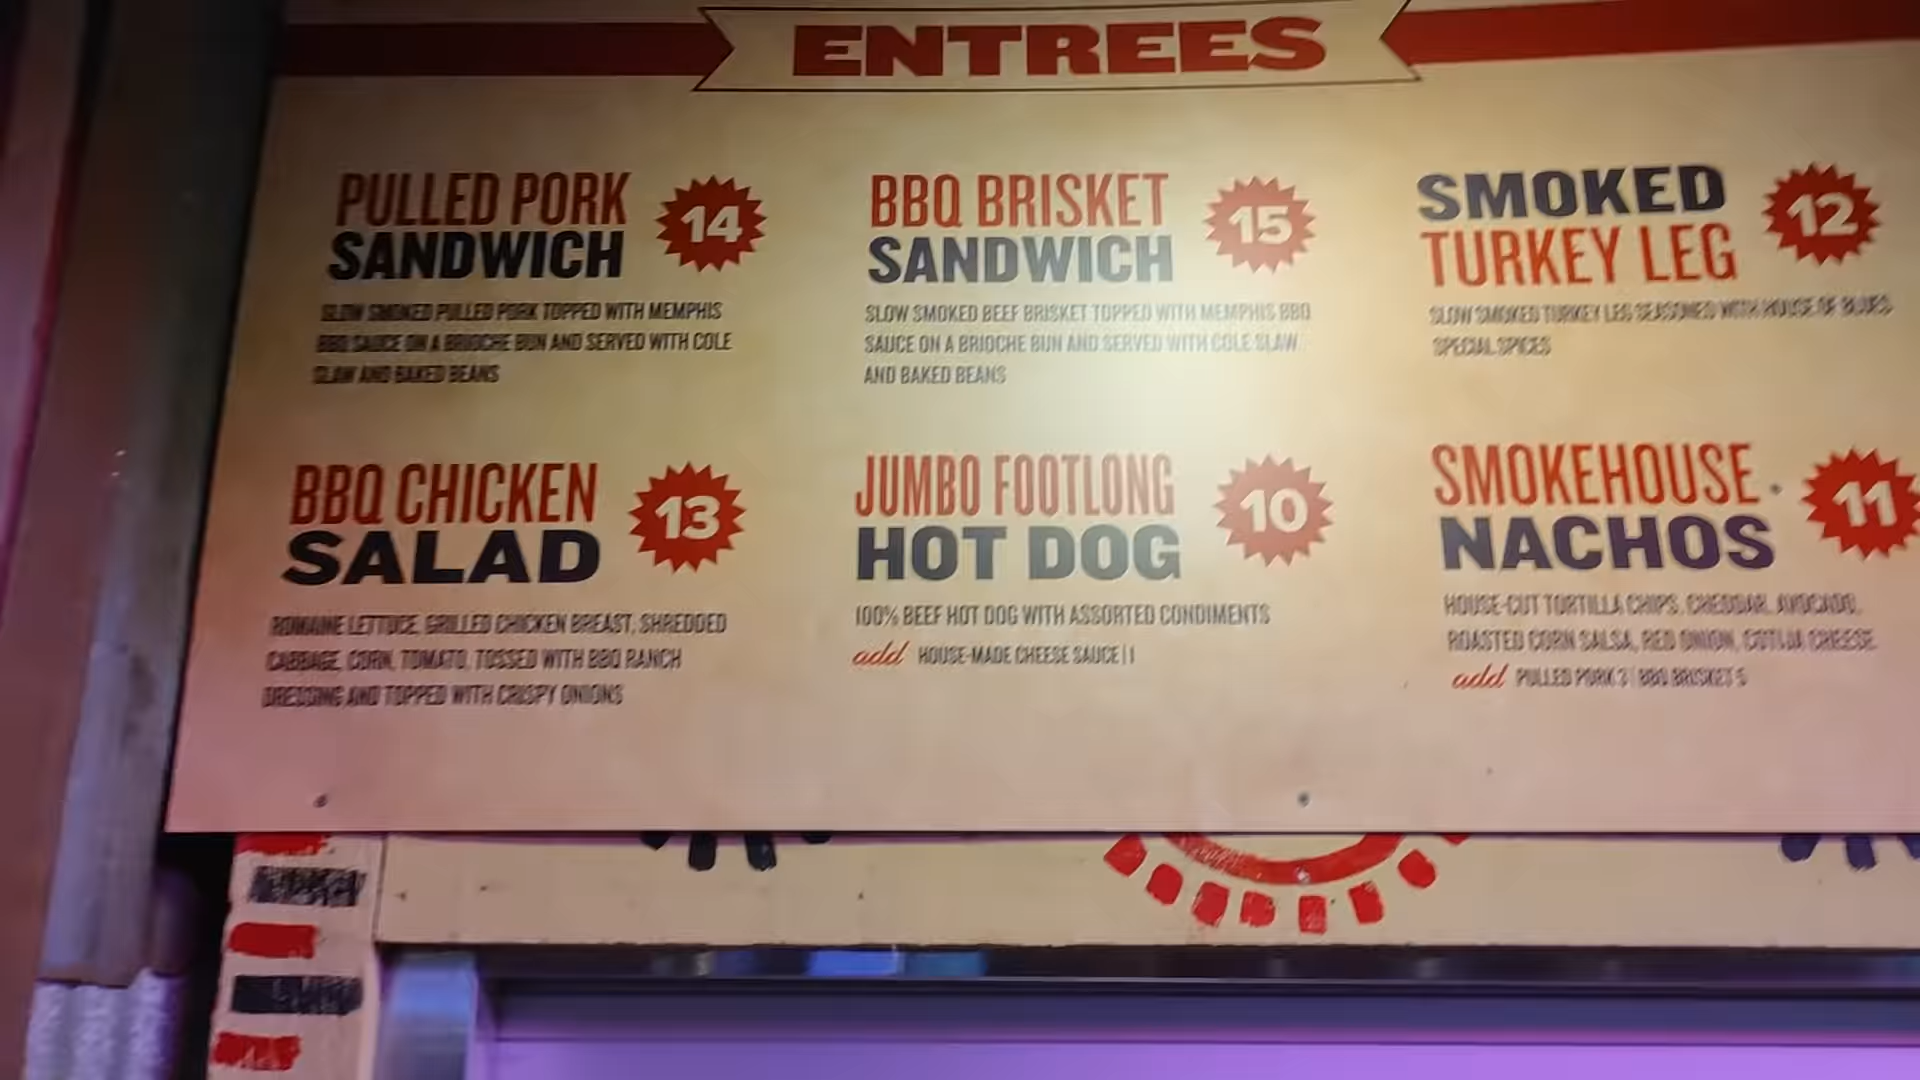 ENTREES
PULLED PORK
SANDWICH
14
SLOW SMOKED PULLED PORK TOPPED WITH MEMPHIS
BBQ SAUCE ON A BRIOCHE BUN AND SERVED WITH COLE
SLAW AND BAKED BEANS
BBQ BRISKET
SANDWICH
15
SLOW SMOKED BEEF BRISKET TOPPED WITH MEMPHIS BBQ
SAUCE ON A BRIOCHE BUN AND SERVED WITH COLE SLAW
AND BAKED BEANS
SMOKED
TURKEY LEG
12
SLOW SMOKED TURKEY LEG SEASONED WITH HOUSE OF BLUES
SPECIAL SPICES
BBQ CHICKEN
SALAD
13
ROMAINE LETTUCE, GRILLED CHICKEN BREAST, SHREDDED
CABBAGE, CORN, TOMATO, TOSSED WITH BBQ RANCH
DRESSING AND TOPPED WITH CRISPY ONIONS
JUMBO FOOTLONG
HOT DOG
10
100% BEEF HOT DOG WITH ASSORTED CONDIMENTS
add HOUSE-MADE CHEESE SAUCE | 1
SMOKEHOUSE
NACHOS
11
HOUSE-CUT TORTILLA CHIPS, CHEDDAR, AVOCADO,
ROASTED CORN SALSA, RED ONION, COTIJA CHEESE
add PULLED PORK 3 | BBQ BRISKET 5